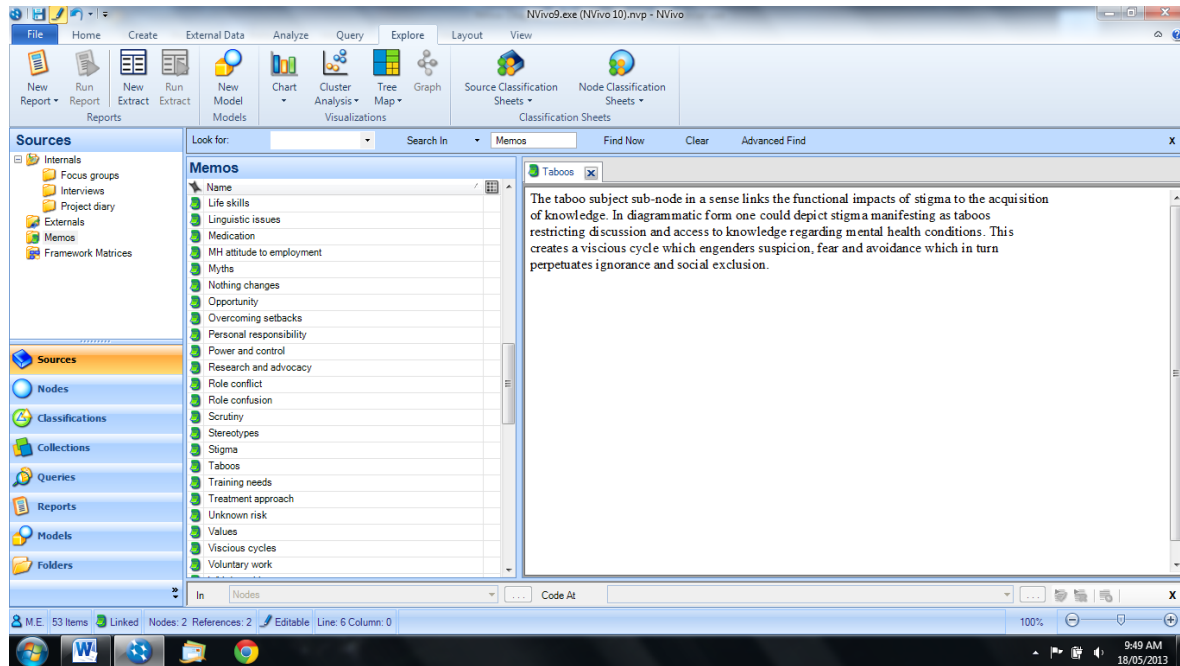 NVivo9.exe (NVivo 10).nvp - NVivo
File Home Create External Data Analyze Query Explore Layout View
New Report
Run Report
New Extract
Run Extract
New Model
Chart
Cluster Analysis
Tree Map
Graph
Source Classification Sheets
Node Classification Sheets
Reports Models Visualizations Classification Sheets
Sources
Internals
Focus groups
Interviews
Project diary
Externals
Memos
Framework Matrices
Sources
Nodes
Classifications
Collections
Queries
Reports
Models
Folders
Look for: Search In Memos Find Now Clear Advanced Find x
Memos
Name
Life skills
Linguistic issues
Medication
MH attitude to employment
Myths
Nothing changes
Opportunity
Overcoming setbacks
Personal responsibility
Power and control
Research and advocacy
Role conflict
Role confusion
Scrutiny
Stereotypes
Stigma
Taboos
Training needs
Treatment approach
Unknown risk
Values
Viscious cycles
Voluntary work
Taboos
The taboo subject sub-node in a sense links the functional impacts of stigma to the acquisition
of knowledge. In diagrammatic form one could depict stigma manifesting as taboos
restricting discussion and access to knowledge regarding mental health conditions. This
creates a viscious cycle which engenders suspicion, fear and avoidance which in turn
perpetuates ignorance and social exclusion.
In Nodes ... Code At ... X
M.E. 53 Items Linked Nodes: 2 References: 2 Editable Line: 6 Column: 0 100%
9:49 AM
18/05/2013